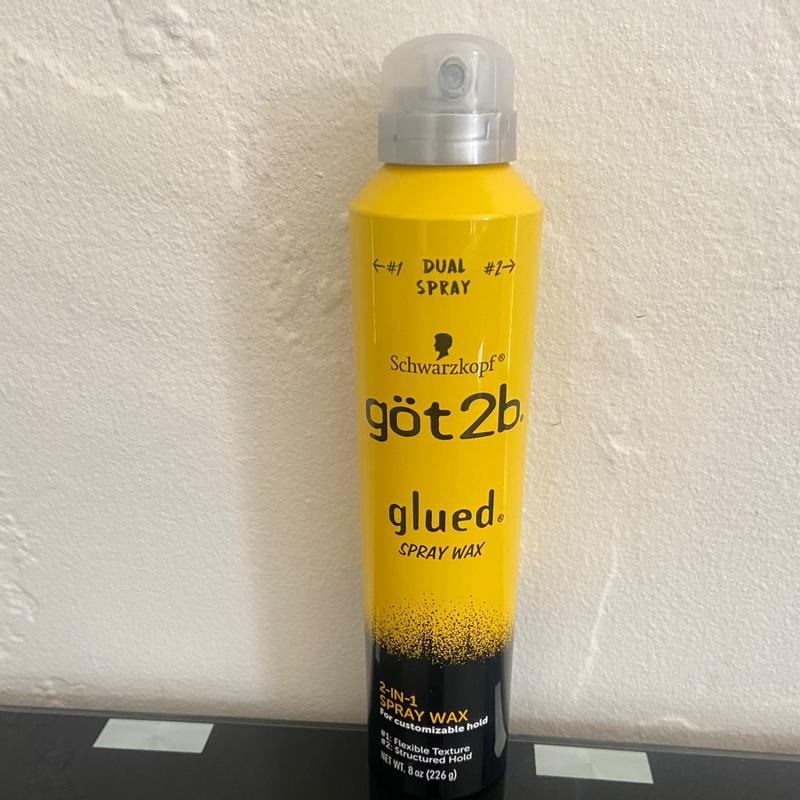 ←#1 DUAL #2→
SPRAY
Schwarzkopf®
göt2b®
glued®
SPRAY WAX
2-IN-1
SPRAY WAX
For customizable hold
#1: Flexible Texture
#2: Structured Hold
NET WT. 8 oz (226 g)